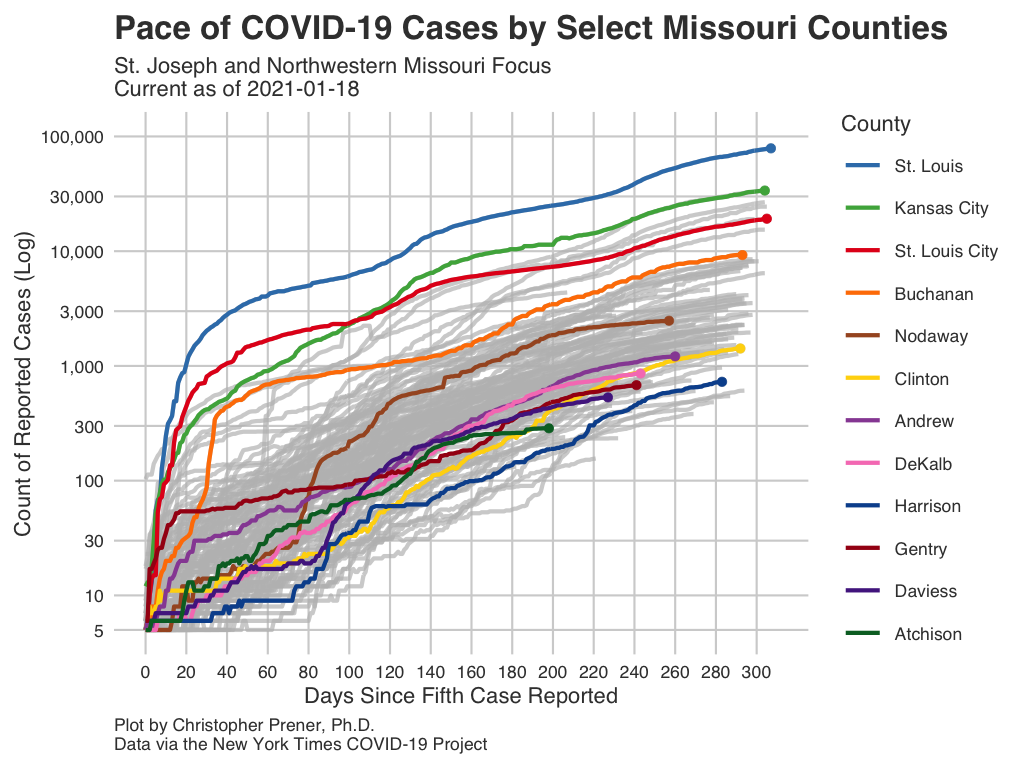 Pace of COVID-19 Cases by Select Missouri Counties
St. Joseph and Northwestern Missouri Focus
Current as of 2021-01-18
Count of Reported Cases (Log)
100,000
30,000
10,000
3,000
1,000
300
100
30
10
5
0 20 40 60 80 100 120 140 160 180 200 220 240 260 280 300
Days Since Fifth Case Reported
County
St. Louis
Kansas City
St. Louis City
Buchanan
Nodaway
Clinton
Andrew
DeKalb
Harrison
Gentry
Daviess
Atchison
Plot by Christopher Prener, Ph.D.
Data via the New York Times COVID-19 Project